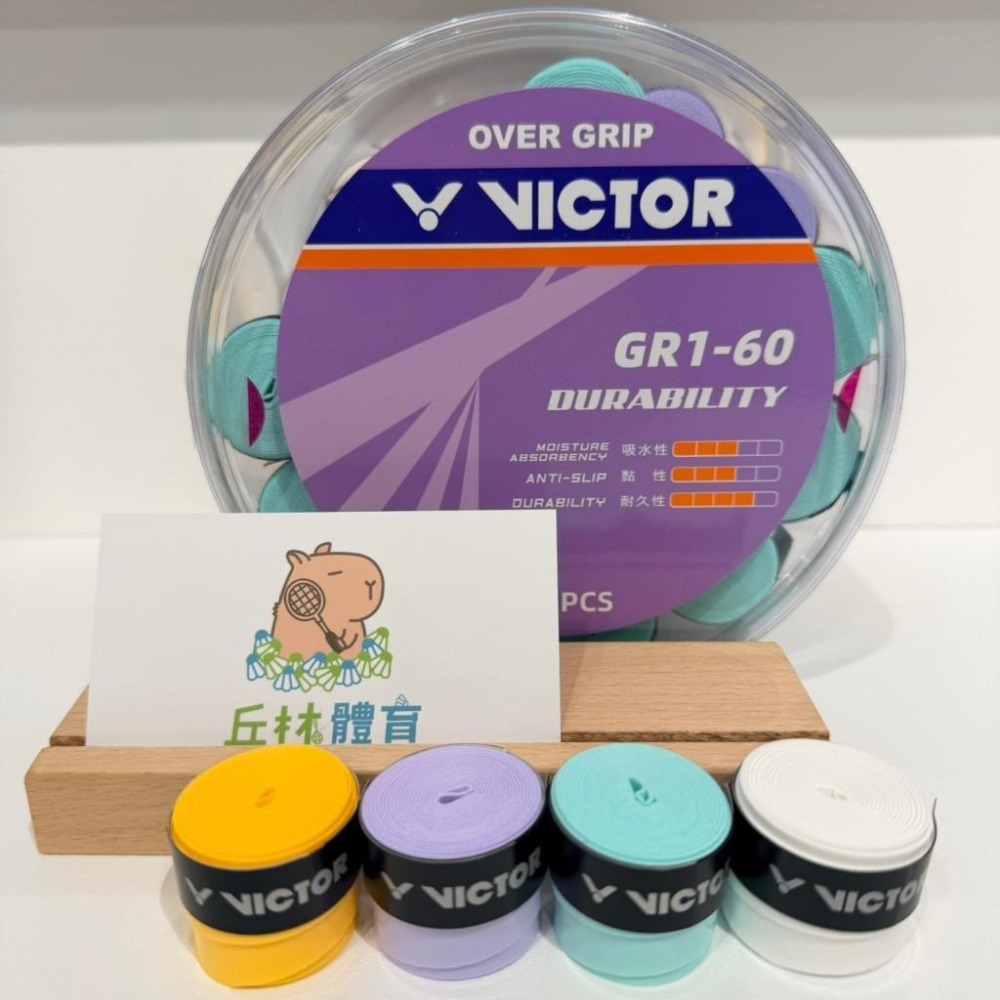 OVER GRIP
VICTOR
GR1-60
DURABILITY
MOISTURE ABSORBENCY 吸水性
ANTI-SLIP 黏 性
DURABILITY 耐久性
PCS
丘林體育
VICTOR
VICTOR
VICTOR
VICTOR